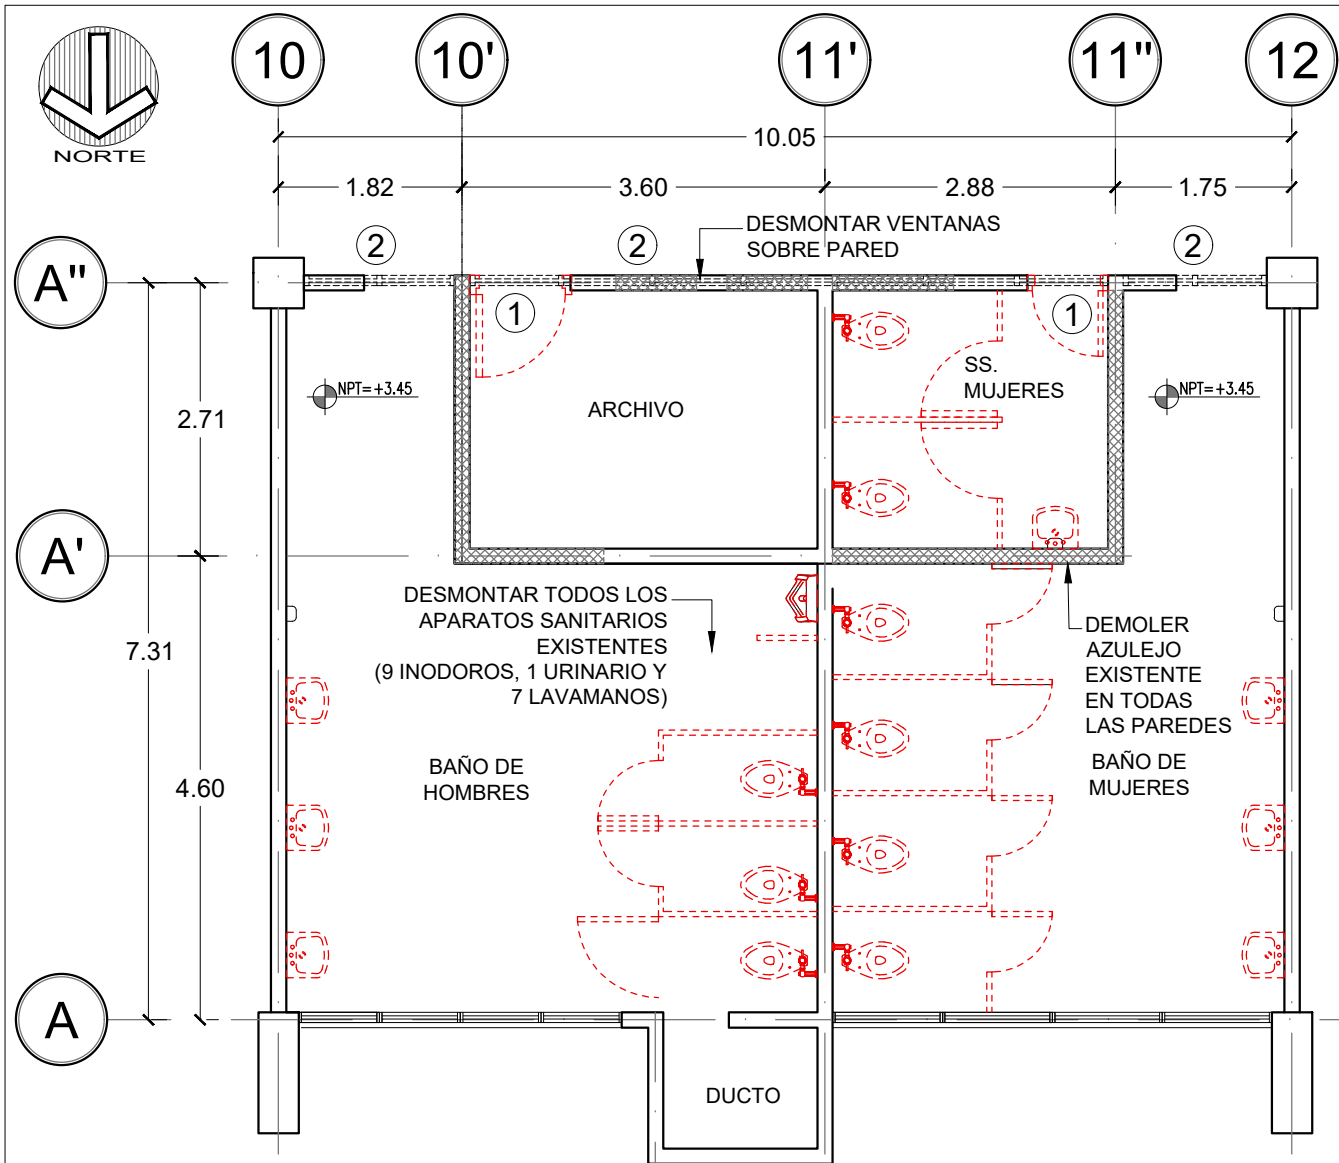 10
10'
11'
11"
12
NORTE
10.05
1.82
3.60
2.88
1.75
DESMONTAR VENTANAS
SOBRE PARED
2
2
2
A"
1
1
SS.
MUJERES
NPT=+3.45
NPT=+3.45
ARCHIVO
2.71
A'
DESMONTAR TODOS LOS
APARATOS SANITARIOS
EXISTENTES
(9 INODOROS, 1 URINARIO Y
7 LAVAMANOS)
DEMOLER
AZULEJO
EXISTENTE
EN TODAS
LAS PAREDES
7.31
BAÑO DE
HOMBRES
BAÑO DE
MUJERES
4.60
A
DUCTO